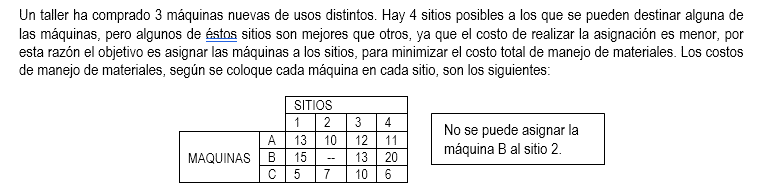 Un taller ha comprado 3 máquinas nuevas de usos distintos. Hay 4 sitios posibles a los que se pueden destinar alguna de
las máquinas, pero algunos de éstos sitios son mejores que otros, ya que el costo de realizar la asignación es menor, por
esta razón el objetivo es asignar las máquinas a los sitios, para minimizar el costo total de manejo de materiales. Los costos
de manejo de materiales, según se coloque cada máquina en cada sitio, son los siguientes:
SITIOS
1 2 3 4
A 13 10 12 11
MAQUINAS B 15 -- 13 20
C 5 7 10 6
No se puede asignar la
máquina B al sitio 2.